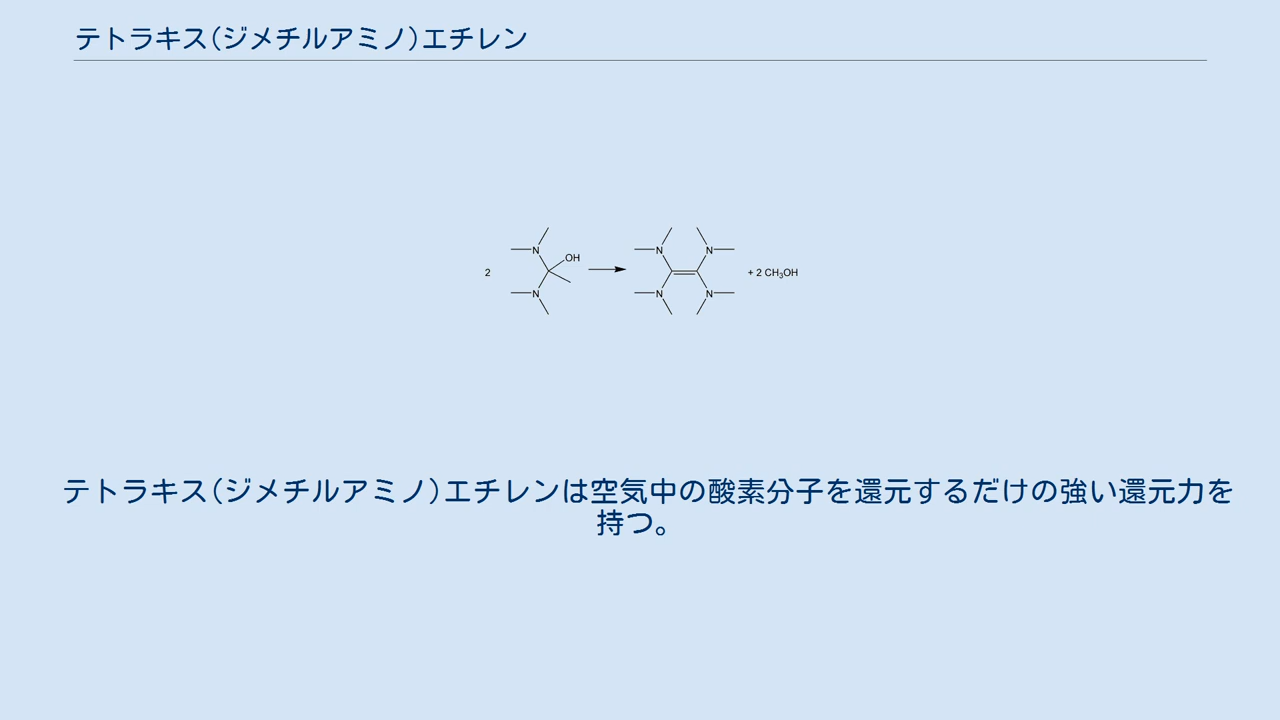 テトラキス(ジメチルアミノ)エチレン
2 N N OH N N N N + 2 CH₃OH
テトラキス(ジメチルアミノ)エチレンは空気中の酸素分子を還元するだけの強い還元力を
持つ。